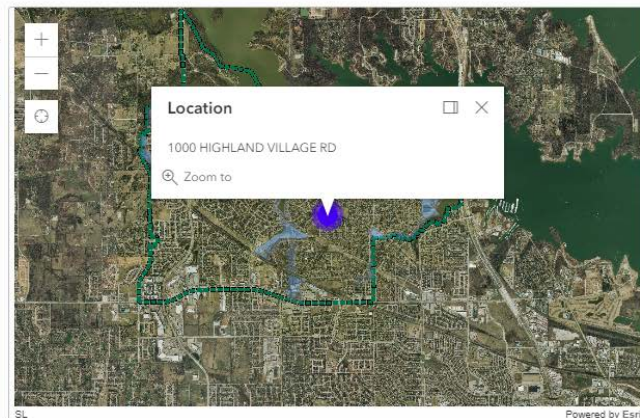 +
−
Location
1000 HIGHLAND VILLAGE RD
Zoom to
SL
Powered by Esri